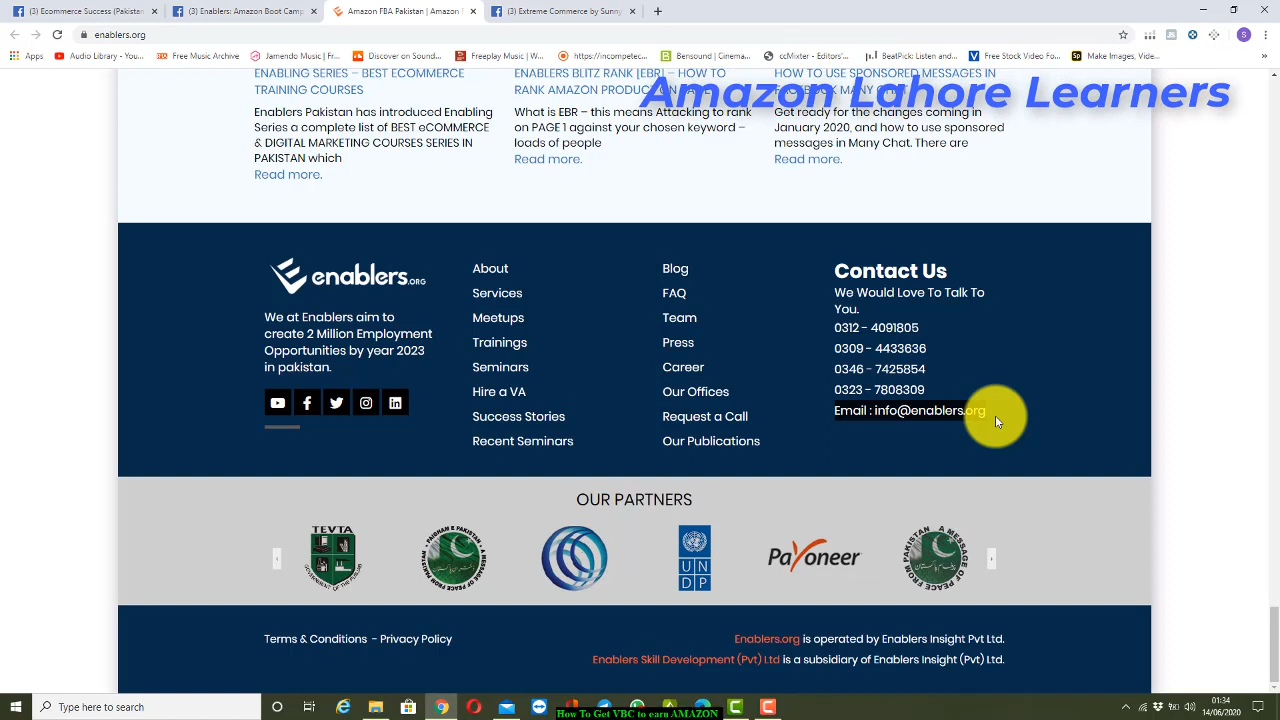 (3) Ecommerce Success (Pakistan
(3) Enablers: Amazon Boot Camp
Amazon FBA Pakistan | Amazon F
(3) Extreme Commerce by Sunny
enablers.org
Apps
YouTube Audio Library
Free Music Archive
Jamendo Music | Dis...
Discover on Sound...
Freeplay Music | W...
https://incompetec...
Bensound | Cinema...
ccMixter - Editors'...
BeatPick: Listen and...
Free Stock Video Fo...
Make Images, Video...
Amazon Lahore Learners
ENABLING SERIES – BEST ECOMMERCE
TRAINING COURSES
Enablers Pakistan has introduced Enabling
Series a complete list of BEST eCOMMERCE
& DIGITAL MARKETING COURSES SERIES IN
PAKISTAN which
Read more.
ENABLERS BLITZ RANK [EBR] – HOW TO
RANK AMAZON PRODUCT
What is EBR – this means Attacking to rank
on PAGE 1 against your chosen keyword –
loads of people
Read more.
HOW TO USE SPONSORED MESSAGES IN
Get ready for the changes coming in
January 2020, and how to use sponsored
messages in Many Chat. There are
Read more.
enablers.ORG
We at Enablers aim to
create 2 Million Employment
Opportunities by year 2023
in pakistan.
About
Services
Meetups
Trainings
Seminars
Hire a VA
Success Stories
Recent Seminars
Blog
FAQ
Team
Press
Career
Our Offices
Request a Call
Our Publications
Contact Us
We Would Love To Talk To
You.
0312 - 4091805
0309 - 4433636
0346 - 7425854
0323 - 7808309
Email : info@enablers.org
OUR PARTNERS
TEVTA
UNDP
Payoneer
Terms & Conditions - Privacy Policy
Enablers.org is operated by Enablers Insight Pvt Ltd.
Enablers Skill Development (Pvt) Ltd is a subsidiary of Enablers Insight (Pvt) Ltd.
Type here to search
How To Get VBC to earn AMAZON
01:34
14/06/2020